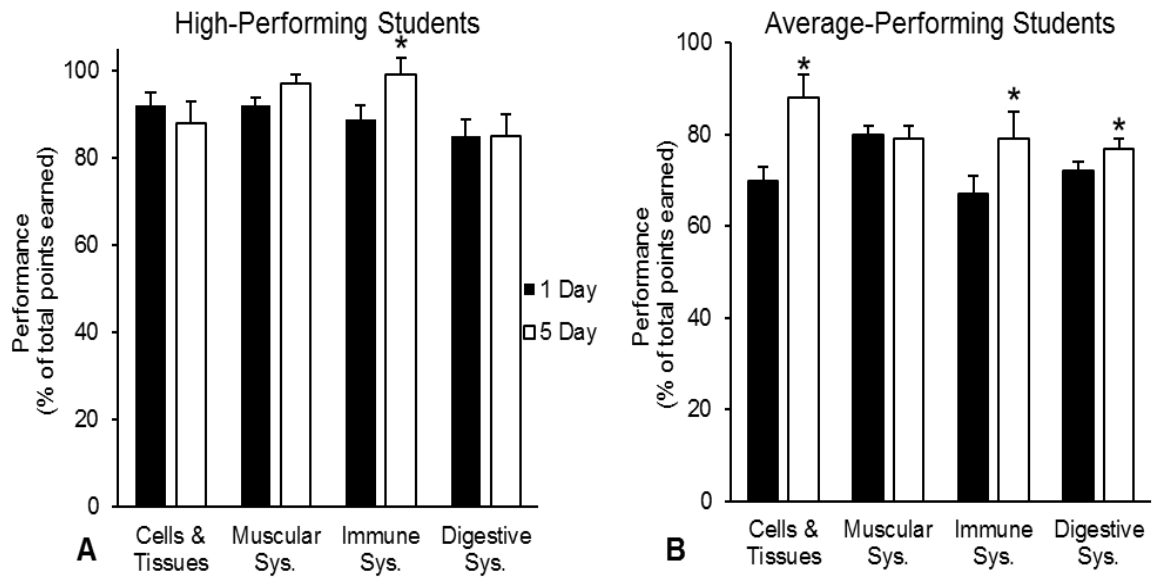 High-Performing Students
*
100
80
60
40
20
0
Performance
(% of total points earned)
1 Day
5 Day
Cells &
Tissues
Muscular
Sys.
Immune
Sys.
Digestive
Sys.
A
Average-Performing Students
*
*
*
100
80
60
40
20
0
Performance
(% of total points earned)
Cells &
Tissues
Muscular
Sys.
Immune
Sys.
Digestive
Sys.
B